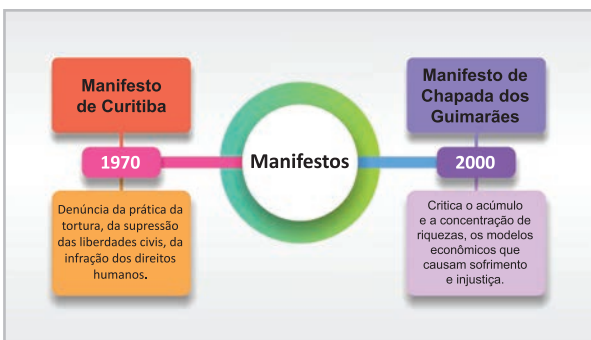 Manifesto
de Curitiba
1970
Denúncia da prática da
tortura, da supressão
das liberdades civis, da
infração dos direitos
humanos.
Manifestos
Manifesto de
Chapada dos
Guimarães
2000
Critica o acúmulo
e a concentração de
riquezas, os modelos
econômicos que
causam sofrimento
e injustiça.